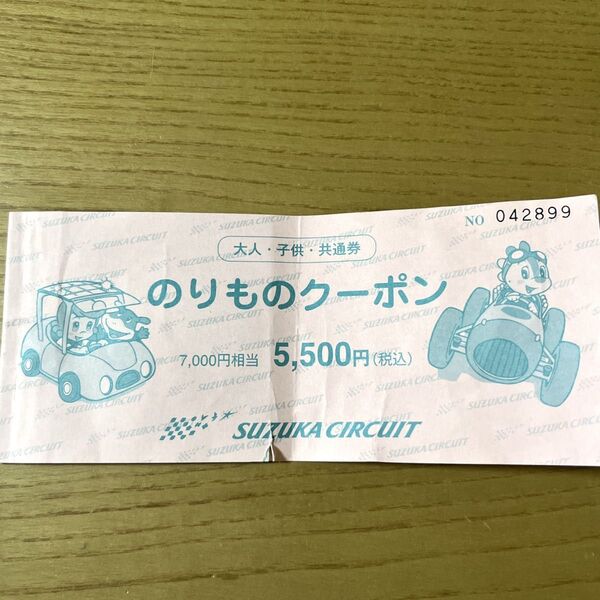 NO 042899
大人・子供・共通券
のりものクーポン
7,000円相当 5,500円(税込)
SUZUKA CIRCUIT